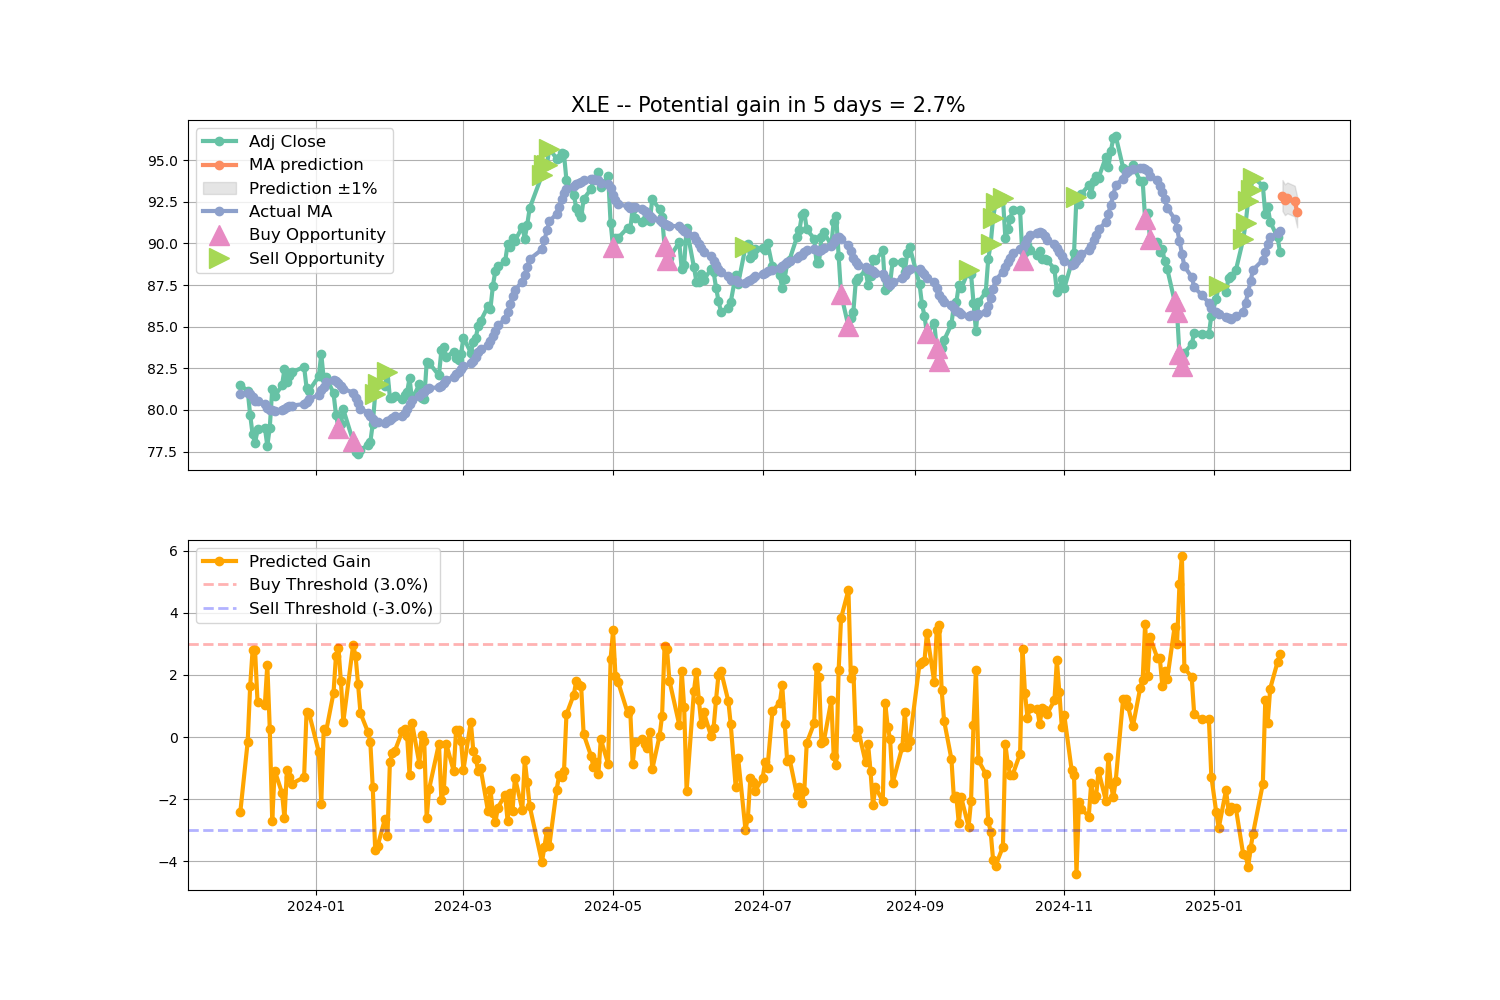 XLE -- Potential gain in 5 days = 2.7%
Adj Close
MA prediction
Prediction ±1%
Actual MA
Buy Opportunity
Sell Opportunity
95.0
92.5
90.0
87.5
85.0
82.5
80.0
77.5
Predicted Gain
Buy Threshold (3.0%)
Sell Threshold (-3.0%)
6
4
2
0
−2
−4
2024-01 2024-03 2024-05 2024-07 2024-09 2024-11 2025-01